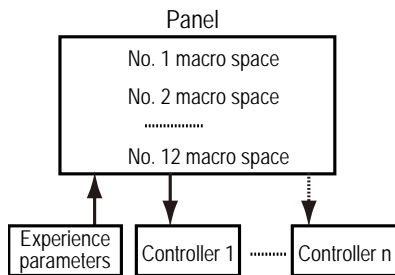 Panel
No. 1 macro space
No. 2 macro space
No. 12 macro space
Experience
parameters
Controller 1
Controller n